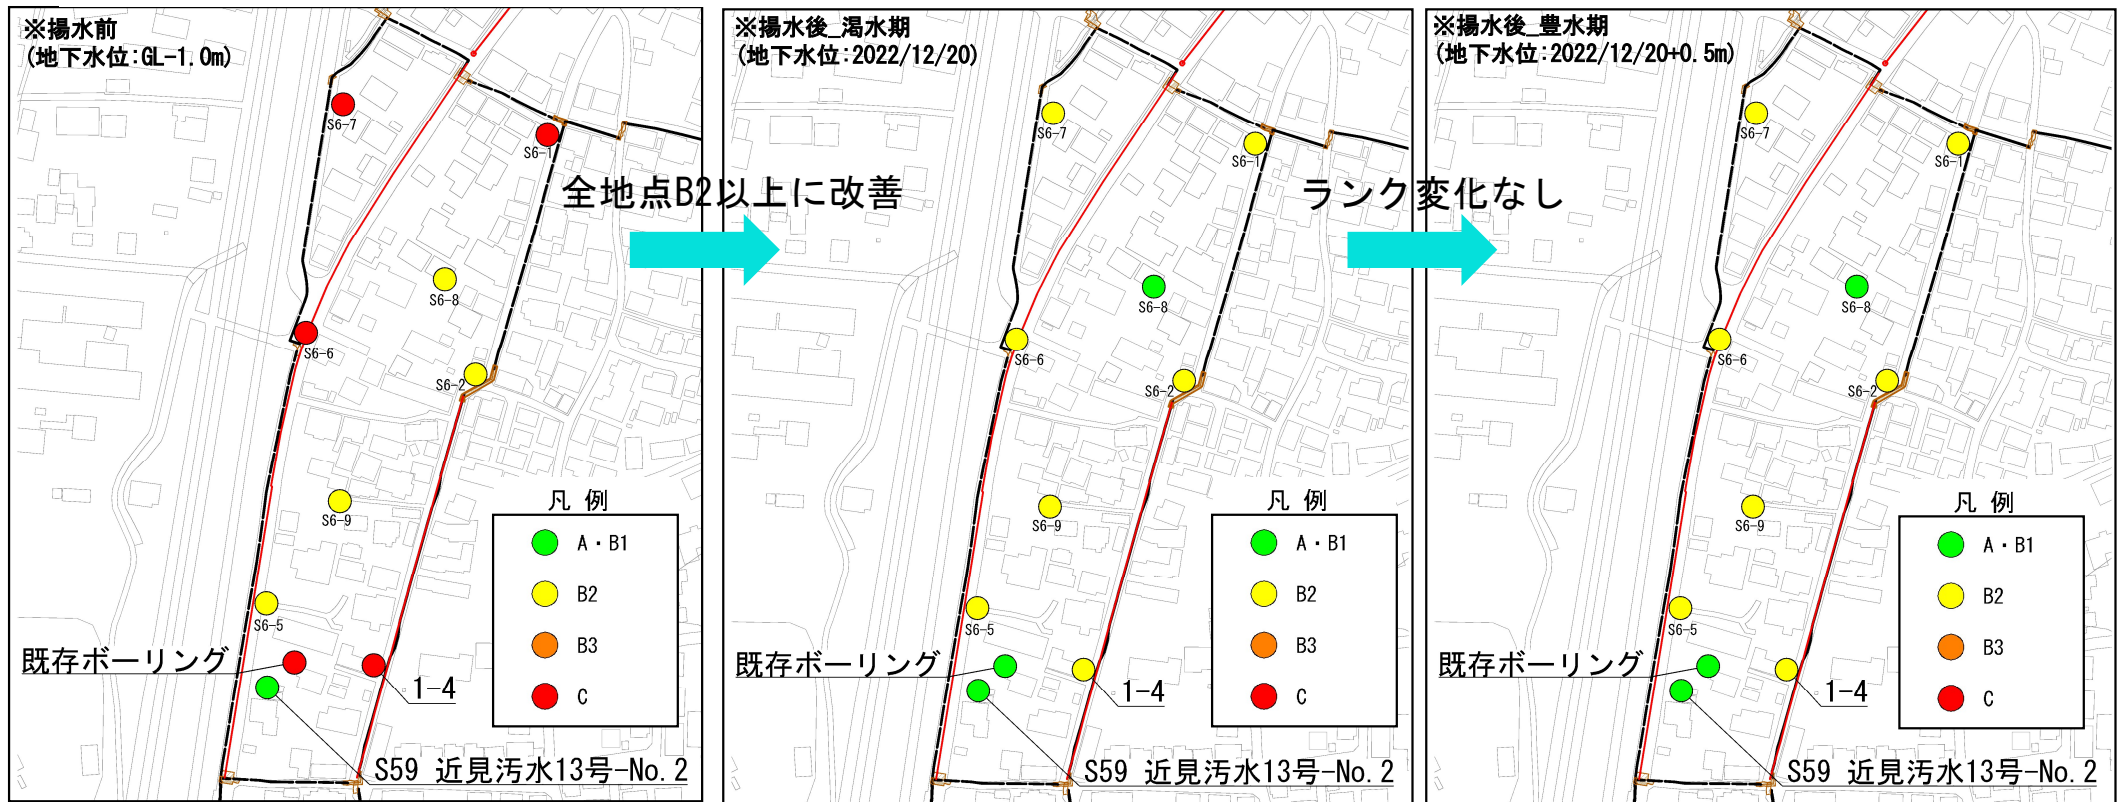 ※揚水前
(地下水位:GL-1.0m)
S6-7
S6-1
S6-8
S6-6
S6-2
S6-9
S6-5
既存ボーリング
1-4
S59 近見汚水13号-No.2
凡 例
A・B1
B2
B3
C
全地点B2以上に改善
※揚水後_渇水期
(地下水位:2022/12/20)
S6-7
S6-1
S6-8
S6-6
S6-2
S6-9
S6-5
既存ボーリング
1-4
S59 近見汚水13号-No.2
凡 例
A・B1
B2
B3
C
ランク変化なし
※揚水後_豊水期
(地下水位:2022/12/20+0.5m)
S6-7
S6-1
S6-8
S6-6
S6-2
S6-9
S6-5
既存ボーリング
1-4
S59 近見汚水13号-No.2
凡 例
A・B1
B2
B3
C